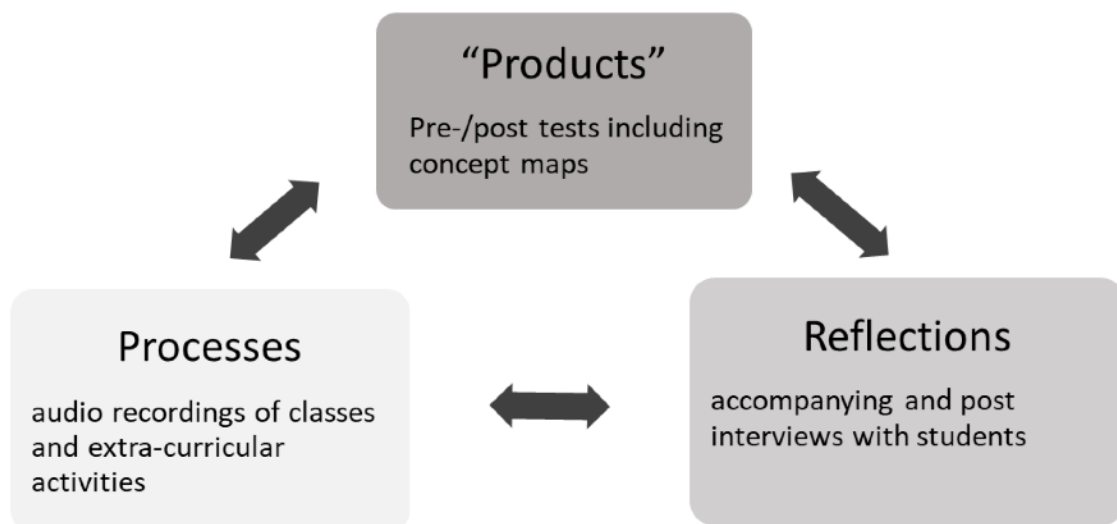 “Products”
Pre-/post tests including
concept maps
Processes
audio recordings of classes
and extra-curricular
activities
Reflections
accompanying and post
interviews with students